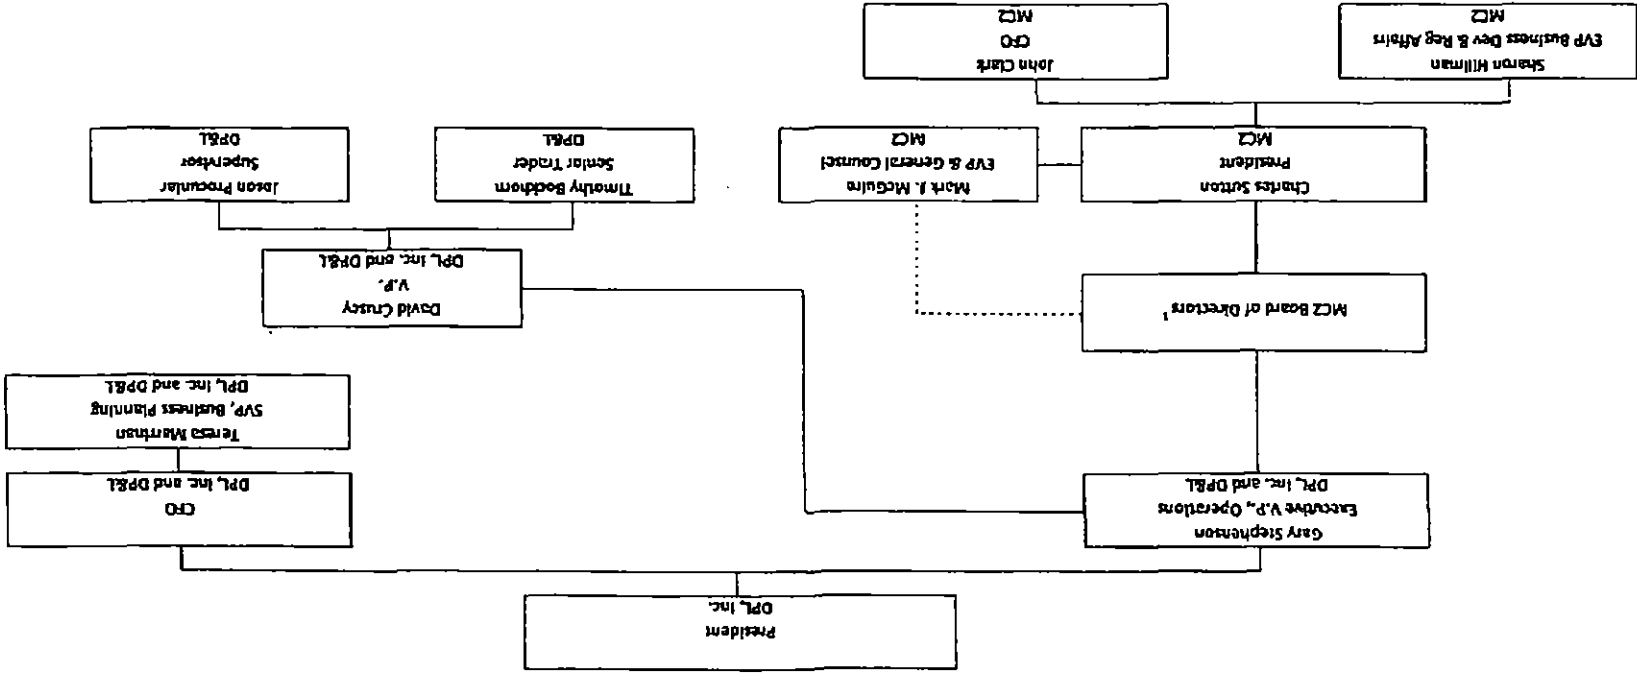 President
DPL, Inc.
Gary Stephenson
Executive V.P., Operations
DPL, Inc. and DP&L
CFO
DPL, Inc. and DP&L
Teresa Marrinan
SVP, Business Planning
DPL, Inc. and DP&L
MC2 Board of Directors ¹
David Crusey
V.P.
DPL, Inc. and DP&L
Charles Sutton
President
MC2
Mark J. McGuire
EVP & General Counsel
MC2
Timothy Bockhorn
Senior Trader
DP&L
Jason Procuniar
Supervisor
DP&L
Sharon Hillman
EVP Business Dev & Reg Affairs
MC2
John Clark
CFO
MC2